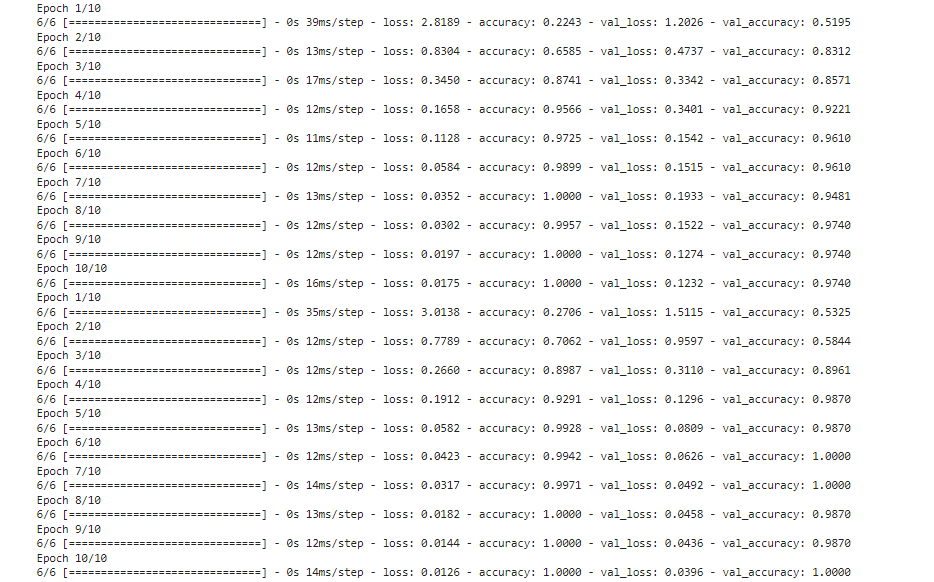 Epoch 1/10
6/6 [==============================] - 0s 39ms/step - loss: 2.8189 - accuracy: 0.2243 - val_loss: 1.2026 - val_accuracy: 0.5195
Epoch 2/10
6/6 [==============================] - 0s 13ms/step - loss: 0.8304 - accuracy: 0.6585 - val_loss: 0.4737 - val_accuracy: 0.8312
Epoch 3/10
6/6 [==============================] - 0s 17ms/step - loss: 0.3450 - accuracy: 0.8741 - val_loss: 0.3342 - val_accuracy: 0.8571
Epoch 4/10
6/6 [==============================] - 0s 12ms/step - loss: 0.1658 - accuracy: 0.9566 - val_loss: 0.3401 - val_accuracy: 0.9221
Epoch 5/10
6/6 [==============================] - 0s 11ms/step - loss: 0.1128 - accuracy: 0.9725 - val_loss: 0.1542 - val_accuracy: 0.9610
Epoch 6/10
6/6 [==============================] - 0s 12ms/step - loss: 0.0584 - accuracy: 0.9899 - val_loss: 0.1515 - val_accuracy: 0.9610
Epoch 7/10
6/6 [==============================] - 0s 13ms/step - loss: 0.0352 - accuracy: 1.0000 - val_loss: 0.1933 - val_accuracy: 0.9481
Epoch 8/10
6/6 [==============================] - 0s 12ms/step - loss: 0.0302 - accuracy: 0.9957 - val_loss: 0.1522 - val_accuracy: 0.9740
Epoch 9/10
6/6 [==============================] - 0s 12ms/step - loss: 0.0197 - accuracy: 1.0000 - val_loss: 0.1274 - val_accuracy: 0.9740
Epoch 10/10
6/6 [==============================] - 0s 16ms/step - loss: 0.0175 - accuracy: 1.0000 - val_loss: 0.1232 - val_accuracy: 0.9740
Epoch 1/10
6/6 [==============================] - 0s 35ms/step - loss: 3.0138 - accuracy: 0.2706 - val_loss: 1.5115 - val_accuracy: 0.5325
Epoch 2/10
6/6 [==============================] - 0s 12ms/step - loss: 0.7789 - accuracy: 0.7062 - val_loss: 0.9597 - val_accuracy: 0.5844
Epoch 3/10
6/6 [==============================] - 0s 12ms/step - loss: 0.2660 - accuracy: 0.8987 - val_loss: 0.3110 - val_accuracy: 0.8961
Epoch 4/10
6/6 [==============================] - 0s 12ms/step - loss: 0.1912 - accuracy: 0.9291 - val_loss: 0.1296 - val_accuracy: 0.9870
Epoch 5/10
6/6 [==============================] - 0s 13ms/step - loss: 0.0582 - accuracy: 0.9928 - val_loss: 0.0809 - val_accuracy: 0.9870
Epoch 6/10
6/6 [==============================] - 0s 12ms/step - loss: 0.0423 - accuracy: 0.9942 - val_loss: 0.0626 - val_accuracy: 1.0000
Epoch 7/10
6/6 [==============================] - 0s 14ms/step - loss: 0.0317 - accuracy: 0.9971 - val_loss: 0.0492 - val_accuracy: 1.0000
Epoch 8/10
6/6 [==============================] - 0s 13ms/step - loss: 0.0182 - accuracy: 1.0000 - val_loss: 0.0458 - val_accuracy: 0.9870
Epoch 9/10
6/6 [==============================] - 0s 12ms/step - loss: 0.0144 - accuracy: 1.0000 - val_loss: 0.0436 - val_accuracy: 0.9870
Epoch 10/10
6/6 [==============================] - 0s 14ms/step - loss: 0.0126 - accuracy: 1.0000 - val_loss: 0.0396 - val_accuracy: 1.0000